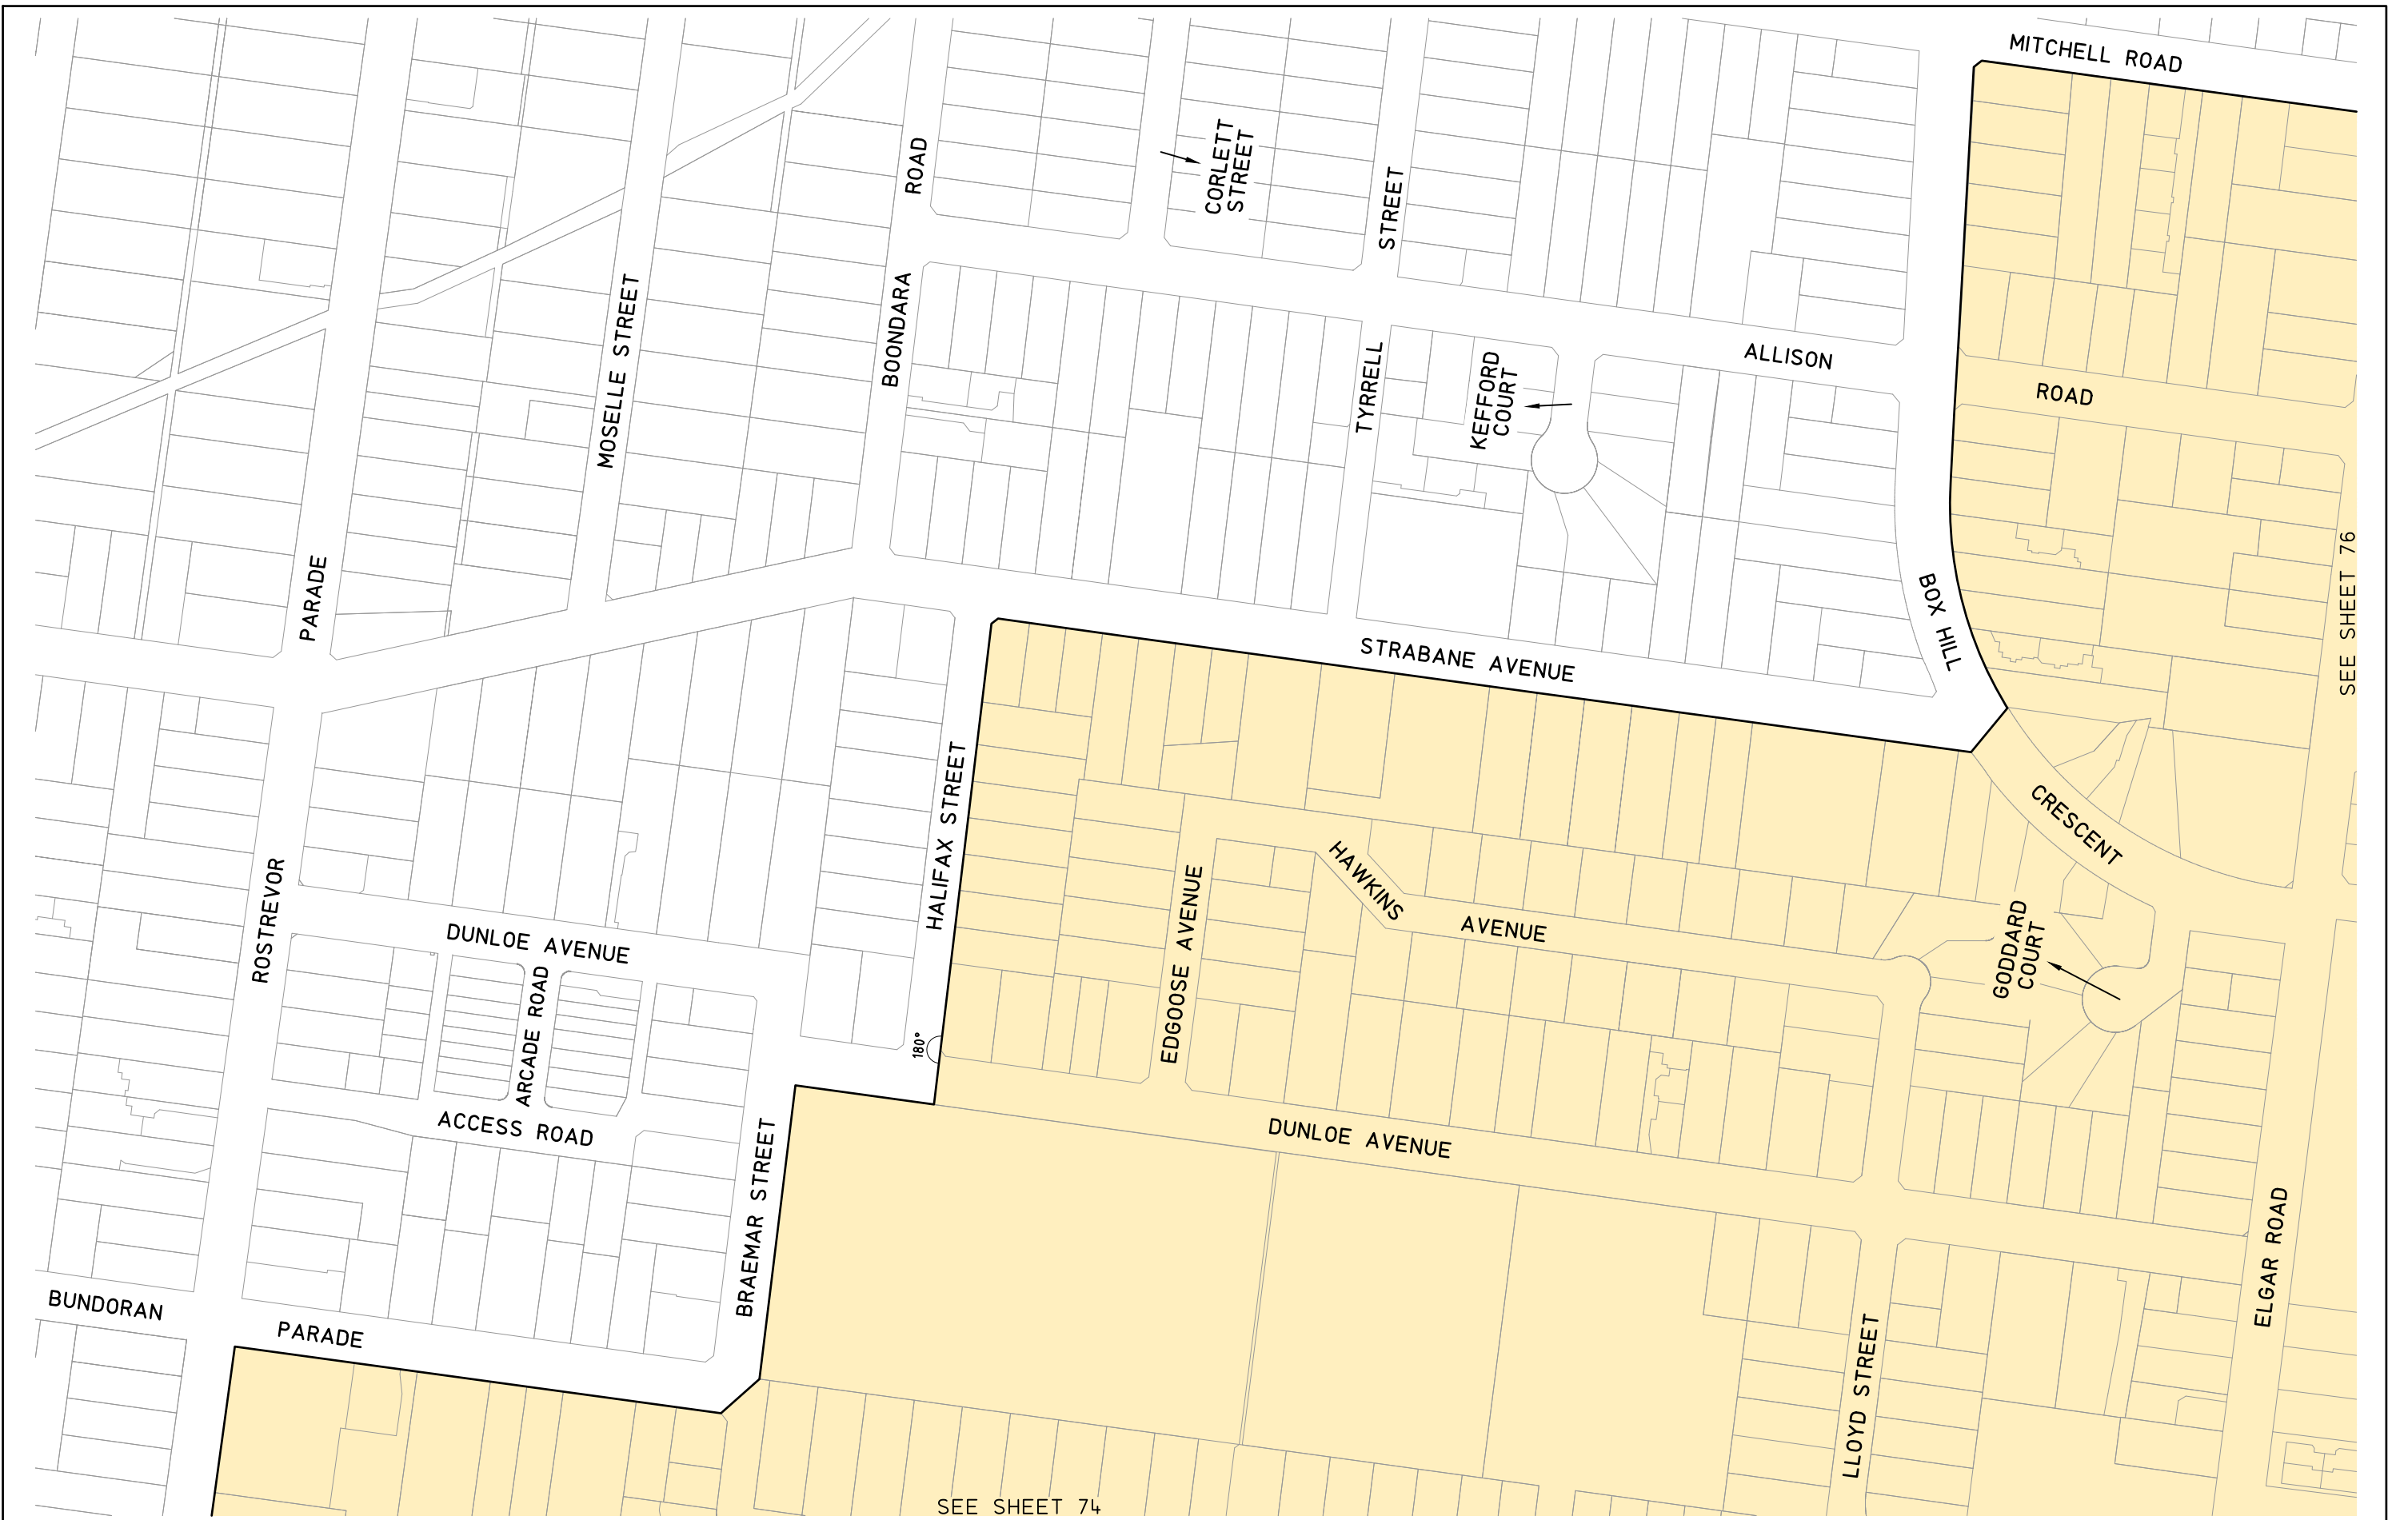 MITCHELL ROAD
CORLETT
STREET
ROAD
STREET
BOONDARA
MOSELLE STREET
TYRRELL
KEFFORD
COURT
ALLISON
ROAD
PARADE
BOX HILL
SEE SHEET 76
STRABANE AVENUE
HALIFAX STREET
CRESCENT
HAWKINS
AVENUE
EDGOOSE AVENUE
ROSTREVOR
DUNLOE AVENUE
ARCADE ROAD
GODDARD
COURT
180°
ACCESS ROAD
DUNLOE AVENUE
BRAEMAR STREET
ELGAR ROAD
BUNDORAN
PARADE
LLOYD STREET
SEE SHEET 74